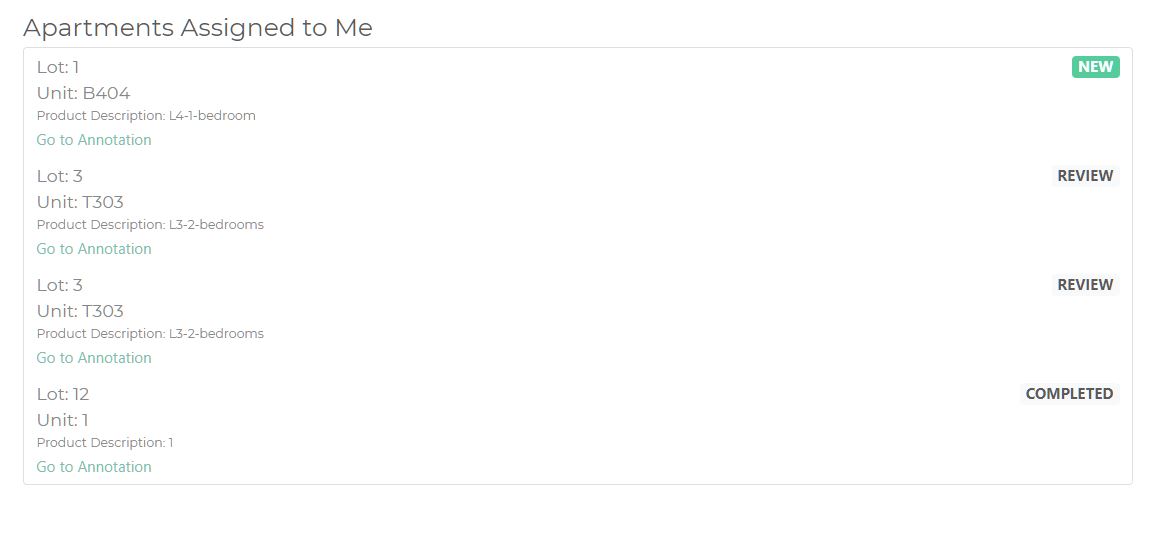 Apartments Assigned to Me
Lot: 1
NEW
Unit: B404
Product Description: L4-1-bedroom
Go to Annotation
Lot: 3
REVIEW
Unit: T303
Product Description: L3-2-bedrooms
Go to Annotation
Lot: 3
REVIEW
Unit: T303
Product Description: L3-2-bedrooms
Go to Annotation
Lot: 12
COMPLETED
Unit: 1
Product Description: 1
Go to Annotation